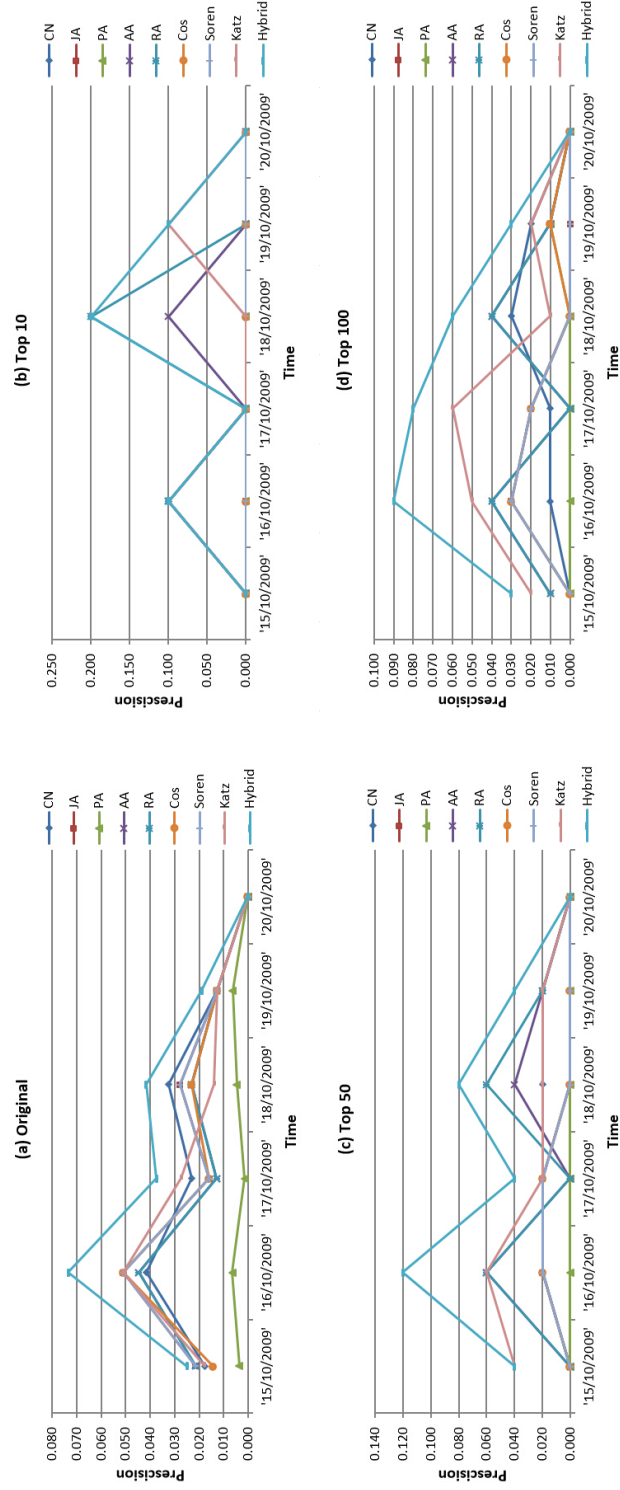 (a) Original
0.080
0.070
0.060
0.050
0.040
0.030
0.020
0.010
0.000
Prescision
'15/10/2009'
'16/10/2009'
'17/10/2009'
'18/10/2009'
'19/10/2009'
'20/10/2009'
Time
CN
JA
PA
AA
RA
Cos
Soren
Katz
Hybrid
(b) Top 10
0.250
0.200
0.150
0.100
0.050
0.000
Prescision
'15/10/2009'
'16/10/2009'
'17/10/2009'
'18/10/2009'
'19/10/2009'
'20/10/2009'
Time
CN
JA
PA
AA
RA
Cos
Soren
Katz
Hybrid
(c) Top 50
0.140
0.120
0.100
0.080
0.060
0.040
0.020
0.000
Prescision
'15/10/2009'
'16/10/2009'
'17/10/2009'
'18/10/2009'
'19/10/2009'
'20/10/2009'
Time
CN
JA
PA
AA
RA
Cos
Soren
Katz
Hybrid
(d) Top 100
0.100
0.090
0.080
0.070
0.060
0.050
0.040
0.030
0.020
0.010
0.000
Prescision
'15/10/2009'
'16/10/2009'
'17/10/2009'
'18/10/2009'
'19/10/2009'
'20/10/2009'
Time
CN
JA
PA
AA
RA
Cos
Soren
Katz
Hybrid